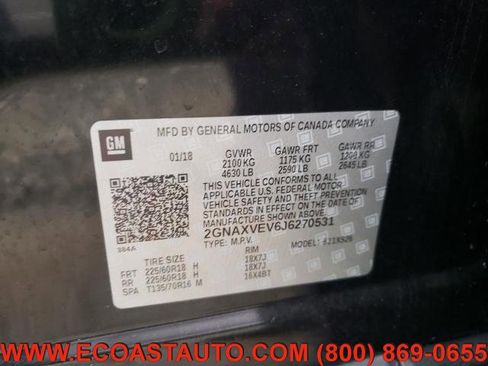 GM
MFD BY GENERAL MOTORS OF CANADA COMPANY
01/18 GVWR GAWR FRT GAWR RR
2100 KG 1175 KG 1200 KG
4630 LB 2590 LB 2645 LB
THIS VEHICLE CONFORMS TO ALL
APPLICABLE U.S. FEDERAL MOTOR
VEHICLE SAFETY
THEFT PREVENTION STANDARDS IN EFFECT ON
THE DATE OF MANUFACTURE SHOWN ABOVE.
2GNAXVEV6J6270531
TYPE: M.P.V. MODEL:
TIRE SIZE RIM
FRT 225/60R18 H 18X7J
RR 225/60R18 H 18X7J
SPA T135/70R16 M 16X4BT
WWW.ECOASTAUTO.COM (800) 869-0655